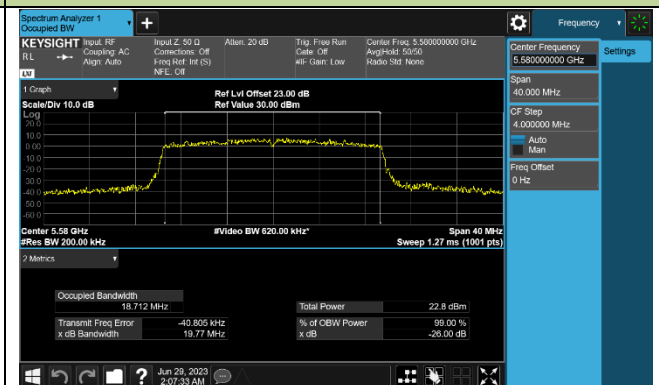 Spectrum Analyzer 1
Occupied BW
Frequency
KEYSIGHT
RL
LXI
Input: RF
Coupling: AC
Align: Auto
Input Z: 50 Ω
Corrections: Off
Freq Ref: Int (S)
NFE: Off
Atten: 20 dB
Trig: Free Run
Gate: Off
#IF Gain: Low
Center Freq: 5.580000000 GHz
Avg|Hold: 50/50
Radio Std: None
Center Frequency
5.580000000 GHz
Settings
Span
40.000 MHz
CF Step
4.000000 MHz
Auto
Man
Freq Offset
0 Hz
1 Graph
Scale/Div 10.0 dB
Ref Lvl Offset 23.00 dB
Ref Value 30.00 dBm
Log
20.0
10.0
0.00
-10.0
-20.0
-30.0
-40.0
-50.0
-60.0
Center 5.58 GHz
#Video BW 620.00 kHz*
Span 40 MHz
#Res BW 200.00 kHz
Sweep 1.27 ms (1001 pts)
2 Metrics
Occupied Bandwidth
18.712 MHz
Total Power 22.8 dBm
Transmit Freq Error -40.805 kHz
% of OBW Power 99.00 %
x dB Bandwidth 19.77 MHz
x dB -26.00 dB
?
Jun 29, 2023
2:07:33 AM